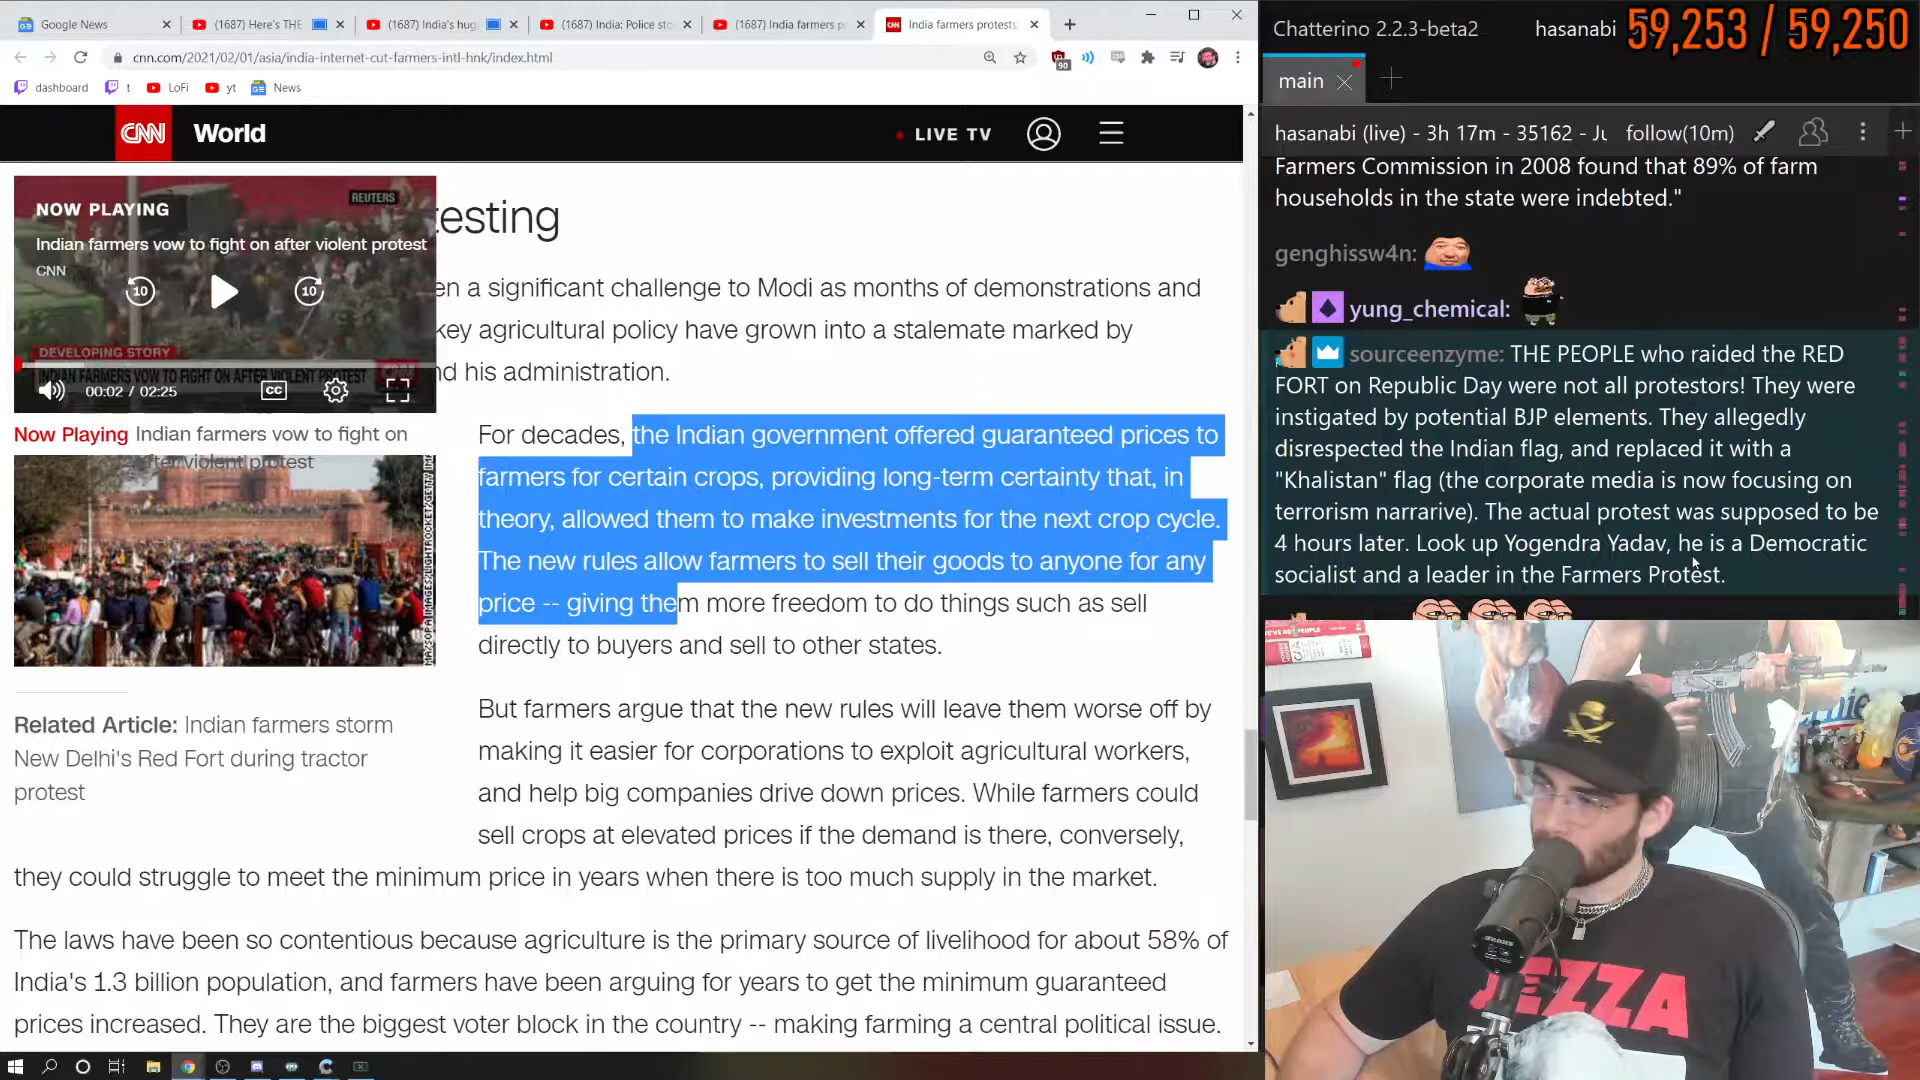 Google News
(1687) Here's THE
(1687) India's hug
(1687) India: Police sto
(1687) India farmers p
India farmers protests
cnn.com/2021/02/01/asia/india-internet-cut-farmers-intl-hnk/index.html
90
dashboard
t
LoFi
yt
News
CNN World
LIVE TV
NOW PLAYING
REUTERS
Indian farmers vow to fight on after violent protest
CNN
10
10
DEVELOPING STORY
INDIAN FARMERS VOW TO FIGHT ON AFTER VIOLENT PROTEST
00:02 / 02:25
CC
Now Playing Indian farmers vow to fight on
after violent protest
Related Article: Indian farmers storm
New Delhi's Red Fort during tractor
protest
testing
en a significant challenge to Modi as months of demonstrations and
key agricultural policy have grown into a stalemate marked by
nd his administration.
For decades, the Indian government offered guaranteed prices to
farmers for certain crops, providing long-term certainty that, in
theory, allowed them to make investments for the next crop cycle.
The new rules allow farmers to sell their goods to anyone for any
price -- giving them more freedom to do things such as sell
directly to buyers and sell to other states.
But farmers argue that the new rules will leave them worse off by
making it easier for corporations to exploit agricultural workers,
and help big companies drive down prices. While farmers could
sell crops at elevated prices if the demand is there, conversely,
they could struggle to meet the minimum price in years when there is too much supply in the market.
The laws have been so contentious because agriculture is the primary source of livelihood for about 58% of
India's 1.3 billion population, and farmers have been arguing for years to get the minimum guaranteed
prices increased. They are the biggest voter block in the country -- making farming a central political issue.
Chatterino 2.2.3-beta2
hasanabi
59,253 / 59,250
main
hasanabi (live) - 3h 17m - 35162 - Ju
follow(10m)
Farmers Commission in 2008 found that 89% of farm
households in the state were indebted."
genghissw4n:
yung_chemical:
sourceenzyme: THE PEOPLE who raided the RED
FORT on Republic Day were not all protestors! They were
instigated by potential BJP elements. They allegedly
disrespected the Indian flag, and replaced it with a
"Khalistan" flag (the corporate media is now focusing on
terrorism narrarive). The actual protest was supposed to be
4 hours later. Look up Yogendra Yadav, he is a Democratic
socialist and a leader in the Farmers Protest.
JEZZA